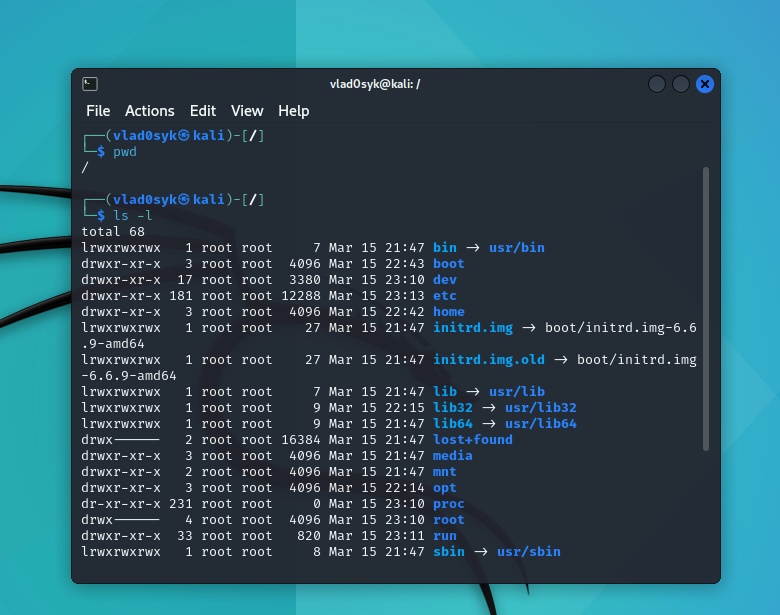 vlad0syk@kali: /
File Actions Edit View Help
┌──(vlad0syk㉿kali)-[/]
└─$ pwd
/
┌──(vlad0syk㉿kali)-[/]
└─$ ls -l
total 68
lrwxrwxrwx   1 root root     7 Mar 15 21:47 bin -> usr/bin
drwxr-xr-x   3 root root  4096 Mar 15 22:43 boot
drwxr-xr-x  17 root root  3380 Mar 15 23:10 dev
drwxr-xr-x 181 root root 12288 Mar 15 23:13 etc
drwxr-xr-x   3 root root  4096 Mar 15 22:42 home
lrwxrwxrwx   1 root root    27 Mar 15 21:47 initrd.img -> boot/initrd.img-6.6
.9-amd64
lrwxrwxrwx   1 root root    27 Mar 15 21:47 initrd.img.old -> boot/initrd.img
-6.6.9-amd64
lrwxrwxrwx   1 root root     7 Mar 15 21:47 lib -> usr/lib
lrwxrwxrwx   1 root root     9 Mar 15 22:15 lib32 -> usr/lib32
lrwxrwxrwx   1 root root     9 Mar 15 21:47 lib64 -> usr/lib64
drwx------   2 root root 16384 Mar 15 21:47 lost+found
drwxr-xr-x   3 root root  4096 Mar 15 21:47 media
drwxr-xr-x   2 root root  4096 Mar 15 21:47 mnt
drwxr-xr-x   3 root root  4096 Mar 15 22:14 opt
dr-xr-xr-x 231 root root     0 Mar 15 23:10 proc
drwx------   4 root root  4096 Mar 15 23:10 root
drwxr-xr-x  33 root root   820 Mar 15 23:11 run
lrwxrwxrwx   1 root root     8 Mar 15 21:47 sbin -> usr/sbin